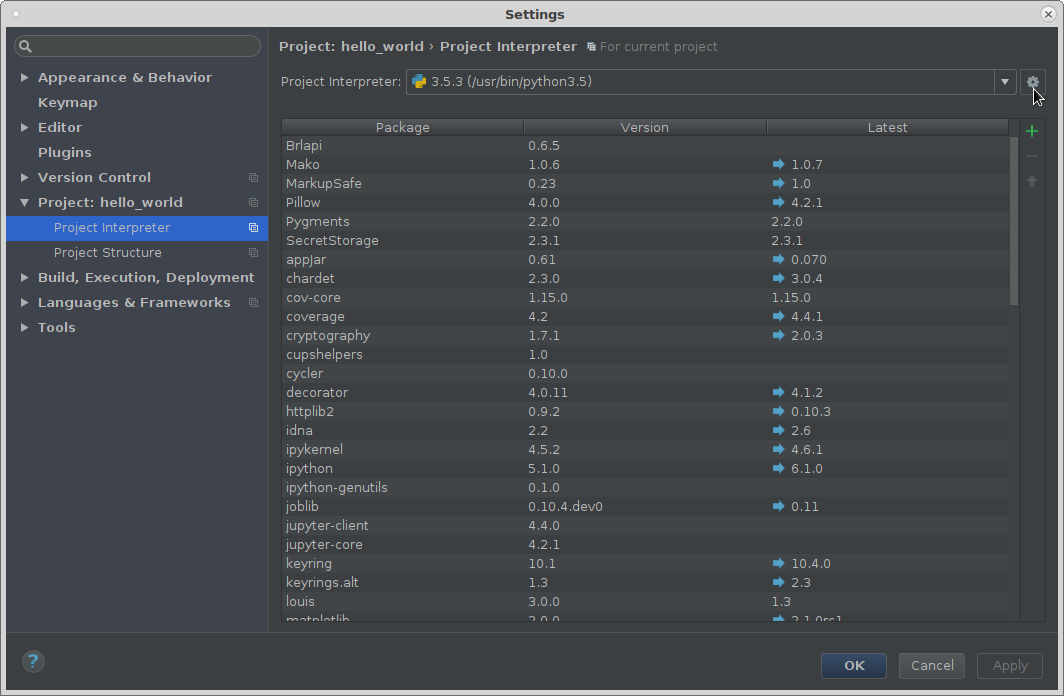 Settings
Project: hello_world › Project Interpreter For current project
Appearance & Behavior
Keymap
Editor
Plugins
Version Control
Project: hello_world
Project Interpreter
Project Structure
Build, Execution, Deployment
Languages & Frameworks
Tools
Project Interpreter: 3.5.3 (/usr/bin/python3.5)
Package Version Latest
Brlapi 0.6.5
Mako 1.0.6 1.0.7
MarkupSafe 0.23 1.0
Pillow 4.0.0 4.2.1
Pygments 2.2.0 2.2.0
SecretStorage 2.3.1 2.3.1
appJar 0.61 0.070
chardet 2.3.0 3.0.4
cov-core 1.15.0 1.15.0
coverage 4.2 4.4.1
cryptography 1.7.1 2.0.3
cupshelpers 1.0
cycler 0.10.0
decorator 4.0.11 4.1.2
httplib2 0.9.2 0.10.3
idna 2.2 2.6
ipykernel 4.5.2 4.6.1
ipython 5.1.0 6.1.0
ipython-genutils 0.1.0
joblib 0.10.4.dev0 0.11
jupyter-client 4.4.0
jupyter-core 4.2.1
keyring 10.1 10.4.0
keyrings.alt 1.3 2.3
louis 3.0.0 1.3
matplotlib 2.0.0 2.1.0rc1
?
OK Cancel Apply